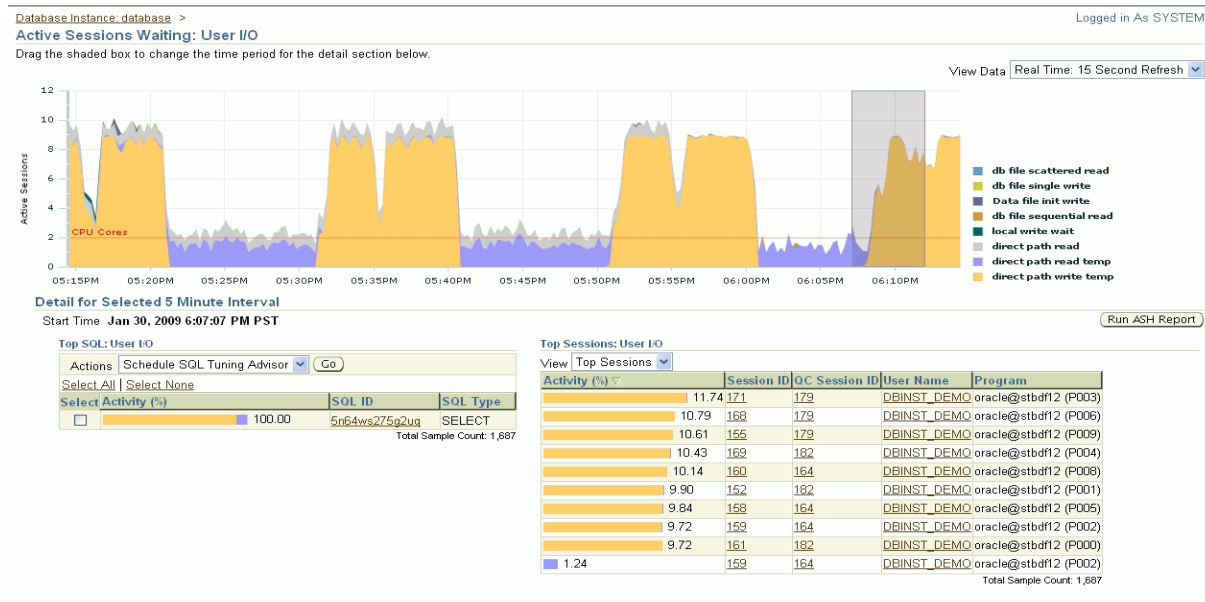 Database Instance: database >
Logged in As SYSTEM
Active Sessions Waiting: User I/O
Drag the shaded box to change the time period for the detail section below.
View Data Real Time: 15 Second Refresh
12
10
8
6
4
2
0
Active Sessions
CPU Cores
05:15PM 05:20PM 05:25PM 05:30PM 05:35PM 05:40PM 05:45PM 05:50PM 05:55PM 06:00PM 06:05PM 06:10PM
db file scattered read
db file single write
Data file init write
db file sequential read
local write wait
direct path read
direct path read temp
direct path write temp
Detail for Selected 5 Minute Interval
Start Time Jan 30, 2009 6:07:07 PM PST
Run ASH Report
Top SQL: User I/O
Actions Schedule SQL Tuning Advisor Go
Select All | Select None
Select Activity (%) SQL ID SQL Type
100.00 5n64ws275g2uq SELECT
Total Sample Count: 1,687
Top Sessions: User I/O
View Top Sessions
Activity (%) Session ID QC Session ID User Name Program
11.74 171 179 DBINST_DEMO oracle@stbdf12 (P003)
10.79 168 179 DBINST_DEMO oracle@stbdf12 (P006)
10.61 155 179 DBINST_DEMO oracle@stbdf12 (P009)
10.43 169 182 DBINST_DEMO oracle@stbdf12 (P004)
10.14 160 164 DBINST_DEMO oracle@stbdf12 (P008)
9.90 152 182 DBINST_DEMO oracle@stbdf12 (P001)
9.84 158 164 DBINST_DEMO oracle@stbdf12 (P005)
9.72 159 164 DBINST_DEMO oracle@stbdf12 (P002)
9.72 161 182 DBINST_DEMO oracle@stbdf12 (P000)
1.24 159 164 DBINST_DEMO oracle@stbdf12 (P002)
Total Sample Count: 1,687